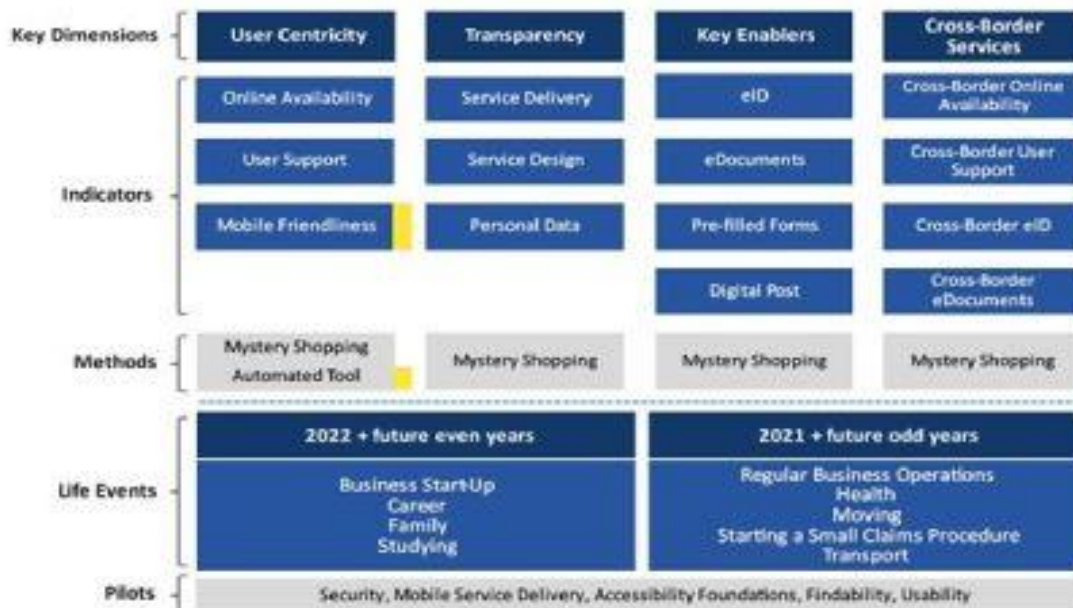 Key Dimensions
User Centricity
Transparency
Key Enablers
Cross-Border
Services
Indicators
Online Availability
Service Delivery
eID
Cross-Border Online
Availability
User Support
Service Design
eDocuments
Cross-Border User
Support
Mobile Friendliness
Personal Data
Pre-filled Forms
Cross-Border eID
Digital Post
Cross-Border
eDocuments
Methods
Mystery Shopping
Automated Tool
Mystery Shopping
Mystery Shopping
Mystery Shopping
Life Events
2022 + future even years
Business Start-Up
Career
Family
Studying
2021 + future odd years
Regular Business Operations
Health
Moving
Starting a Small Claims Procedure
Transport
Pilots
Security, Mobile Service Delivery, Accessibility Foundations, Findability, Usability